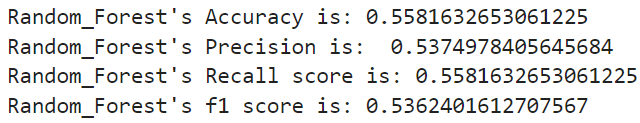 Random_Forest's Accuracy is: 0.5581632653061225
Random_Forest's Precision is:  0.5374978405645684
Random_Forest's Recall score is: 0.5581632653061225
Random_Forest's f1 score is: 0.5362401612707567